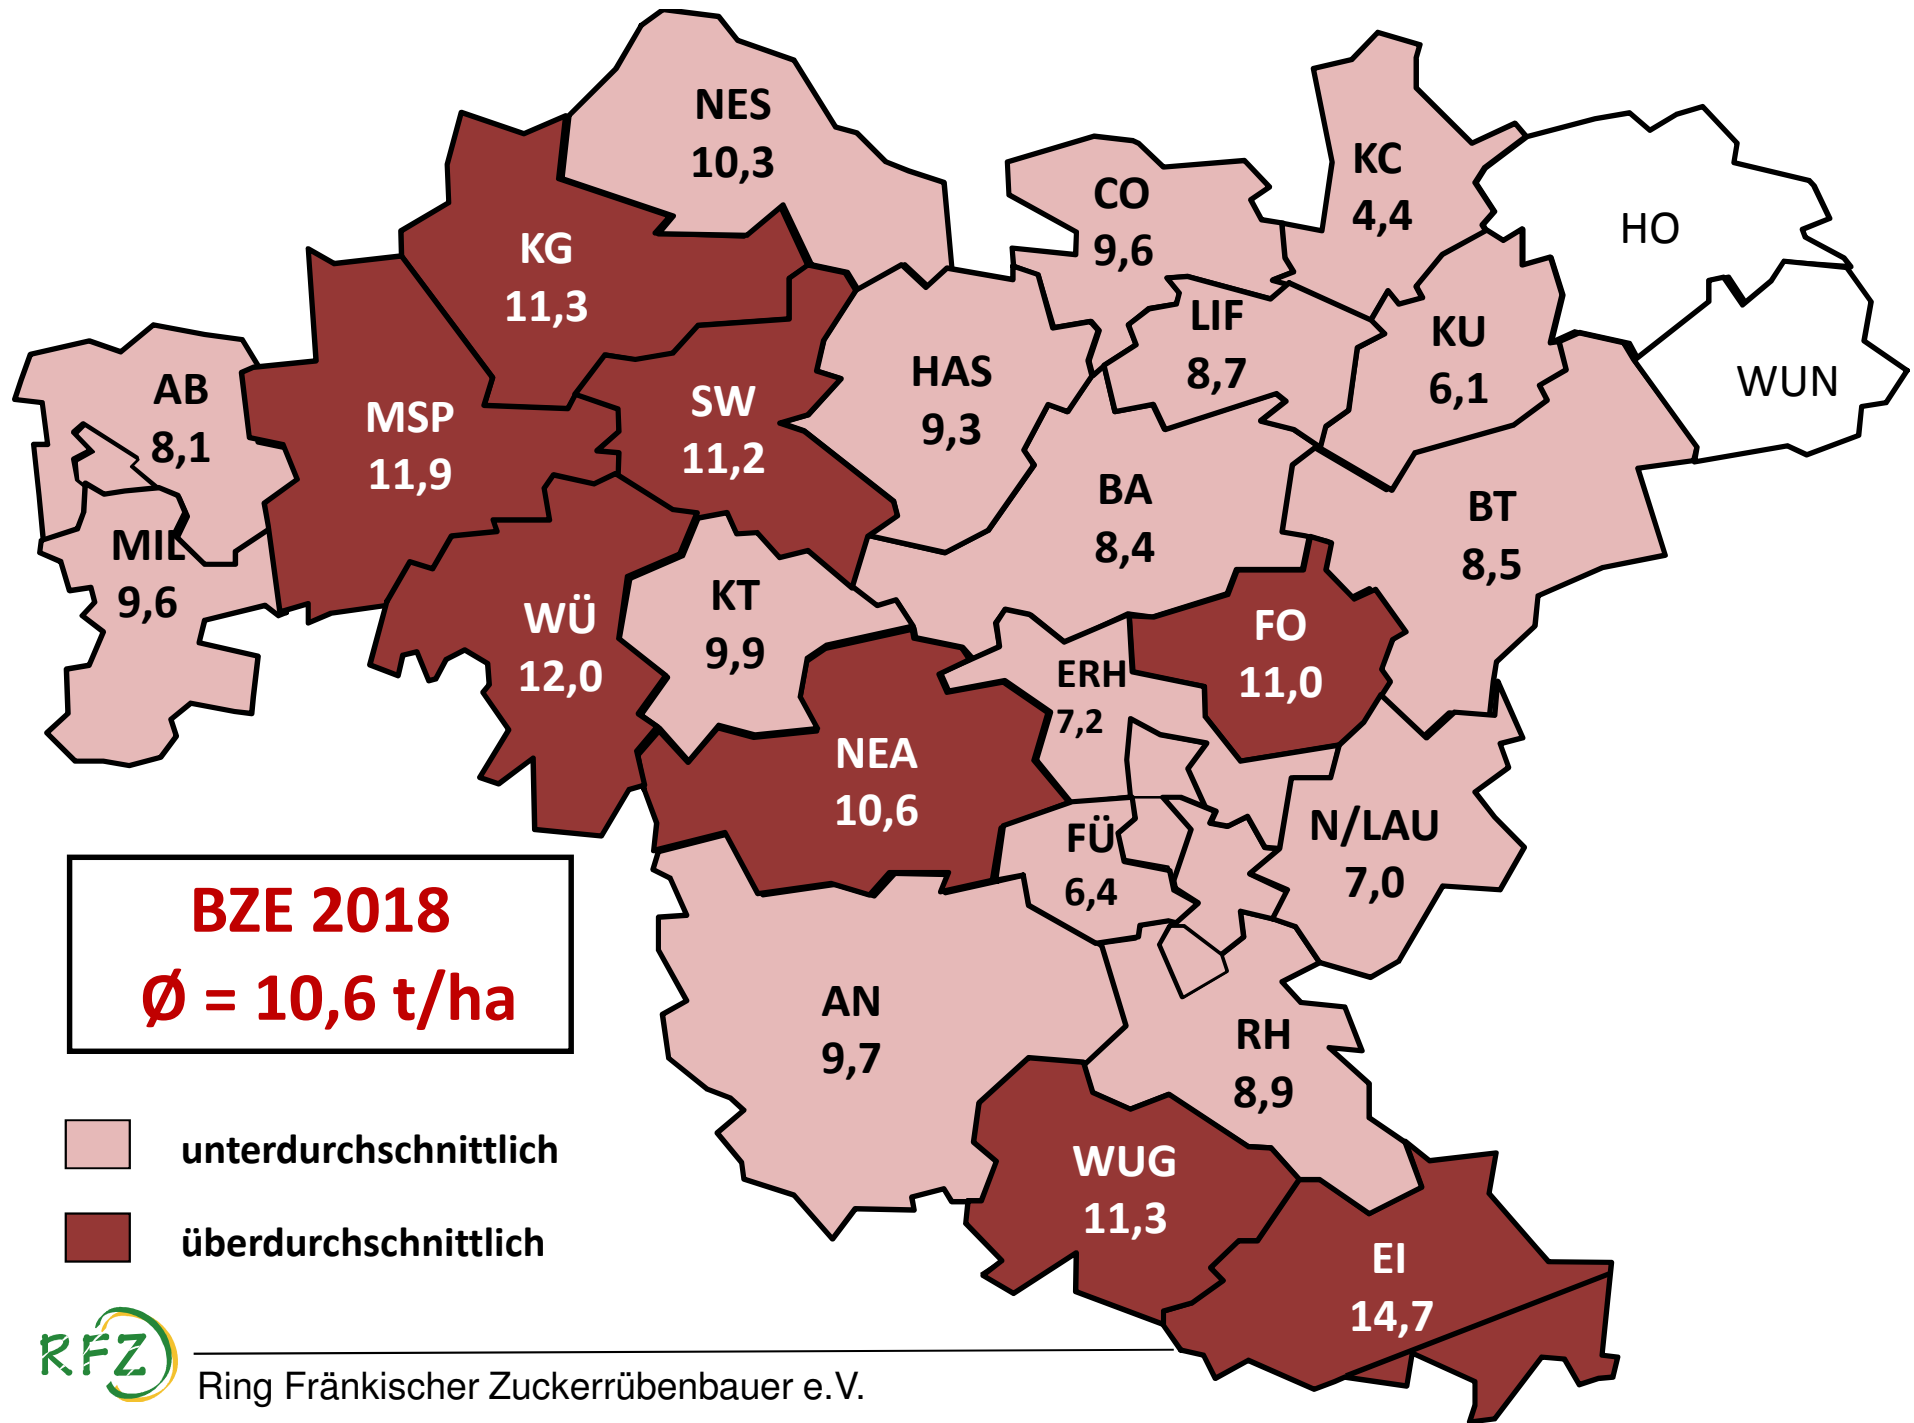 NES
10,3
KC
4,4
CO
9,6
HO
KG
11,3
LIF
8,7
KU
6,1
WUN
AB
8,1
MSP
11,9
SW
11,2
HAS
9,3
BA
8,4
BT
8,5
MIL
9,6
WÜ
12,0
KT
9,9
FO
11,0
ERH
7,2
NEA
10,6
FÜ
6,4
N/LAU
7,0
BZE 2018
Ø = 10,6 t/ha
AN
9,7
RH
8,9
unterdurchschnittlich
WUG
11,3
überdurchschnittlich
EI
14,7
RFZ
Ring Fränkischer Zuckerrübenbauer e.V.